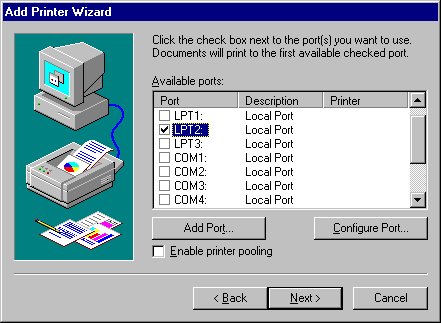 Add Printer Wizard
Click the check box next to the port(s) you want to use.
Documents will print to the first available checked port.
Available ports:
Port Description Printer
LPT1: Local Port
LPT2: Local Port
LPT3: Local Port
COM1: Local Port
COM2: Local Port
COM3: Local Port
COM4: Local Port
Add Port... Configure Port...
Enable printer pooling
< Back Next > Cancel